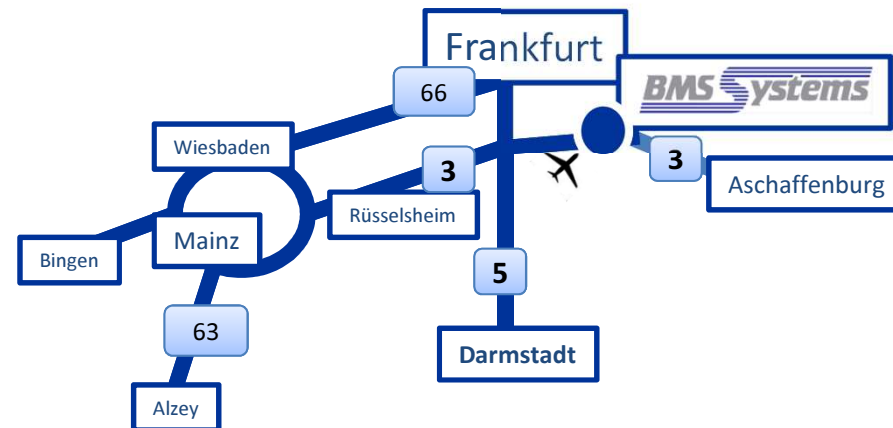 Frankfurt
BMS Systems
66
Wiesbaden
3
3
Aschaffenburg
Rüsselsheim
Mainz
Bingen
5
63
Darmstadt
Alzey